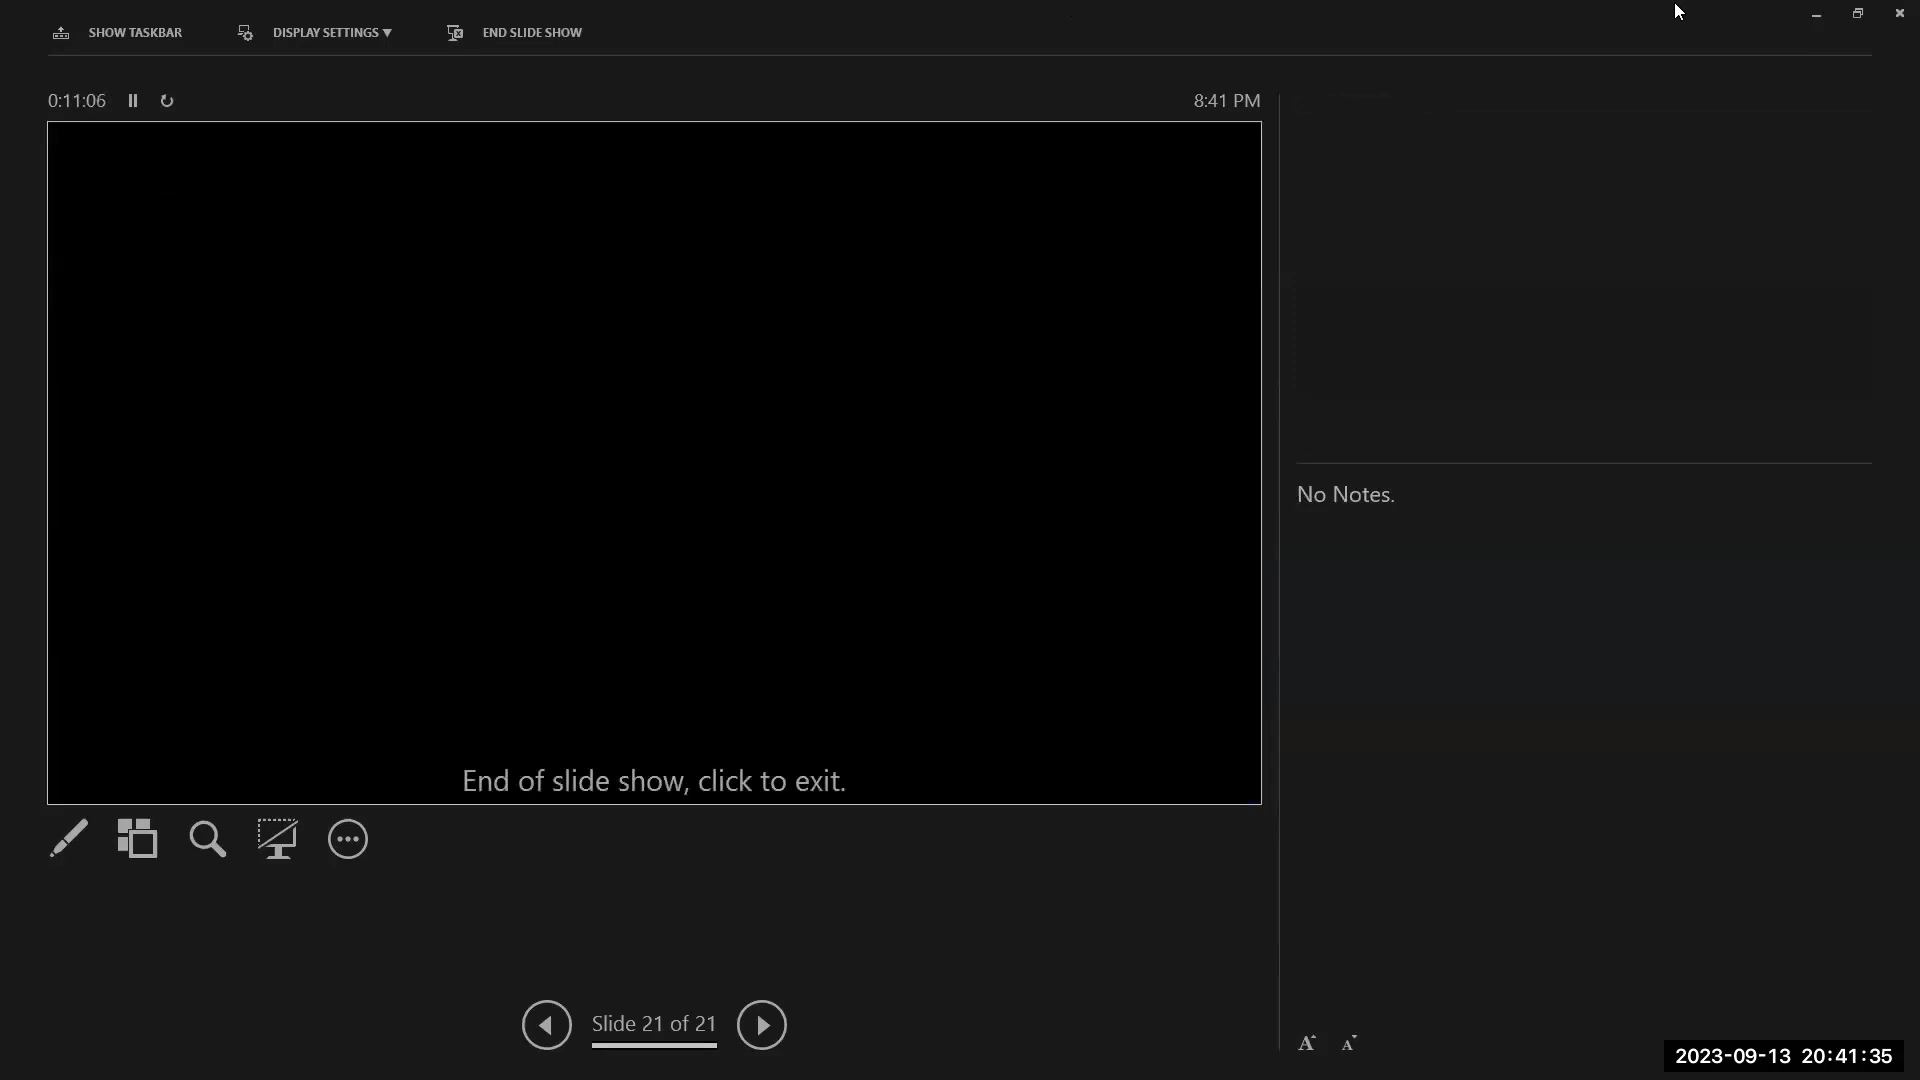 SHOW TASKBAR
DISPLAY SETTINGS ▼
END SLIDE SHOW
0:11:06
8:41 PM
No Notes.
End of slide show, click to exit.
Slide 21 of 21
A A
2023-09-13 20:41:35